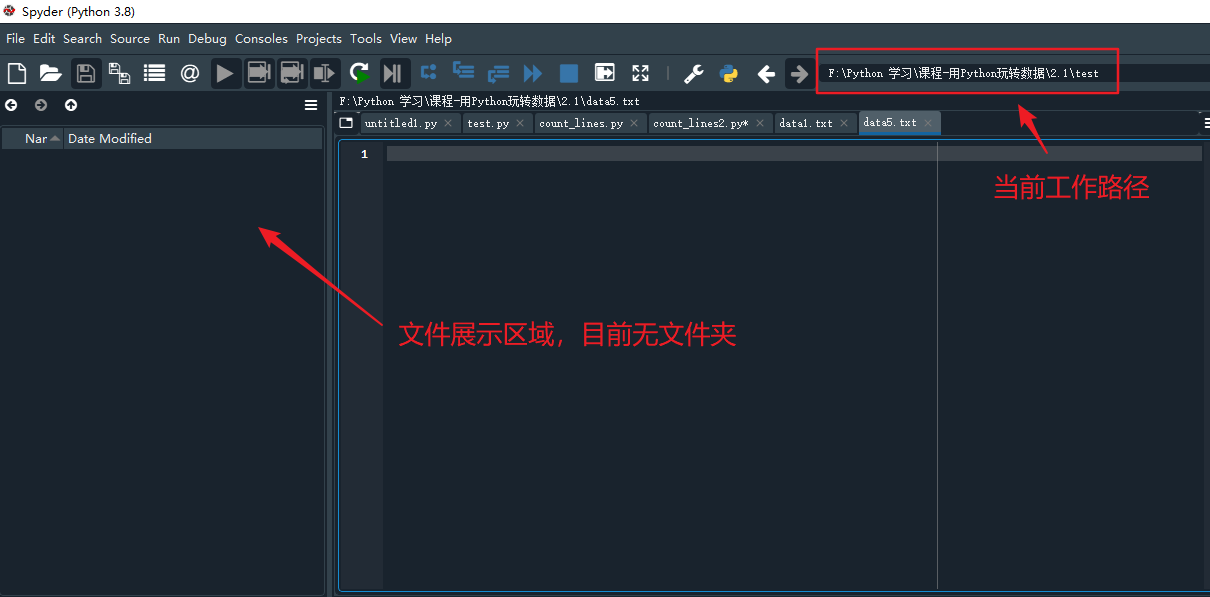 Spyder (Python 3.8)
File Edit Search Source Run Debug Consoles Projects Tools View Help
F:\Python 学习\课程-用Python玩转数据\2.1\test
F:\Python 学习\课程-用Python玩转数据\2.1\data5.txt
untitled1.py test.py count_lines.py count_lines2.py* data1.txt data5.txt
Nar Date Modified
1
当前工作路径
文件展示区域，目前无文件夹